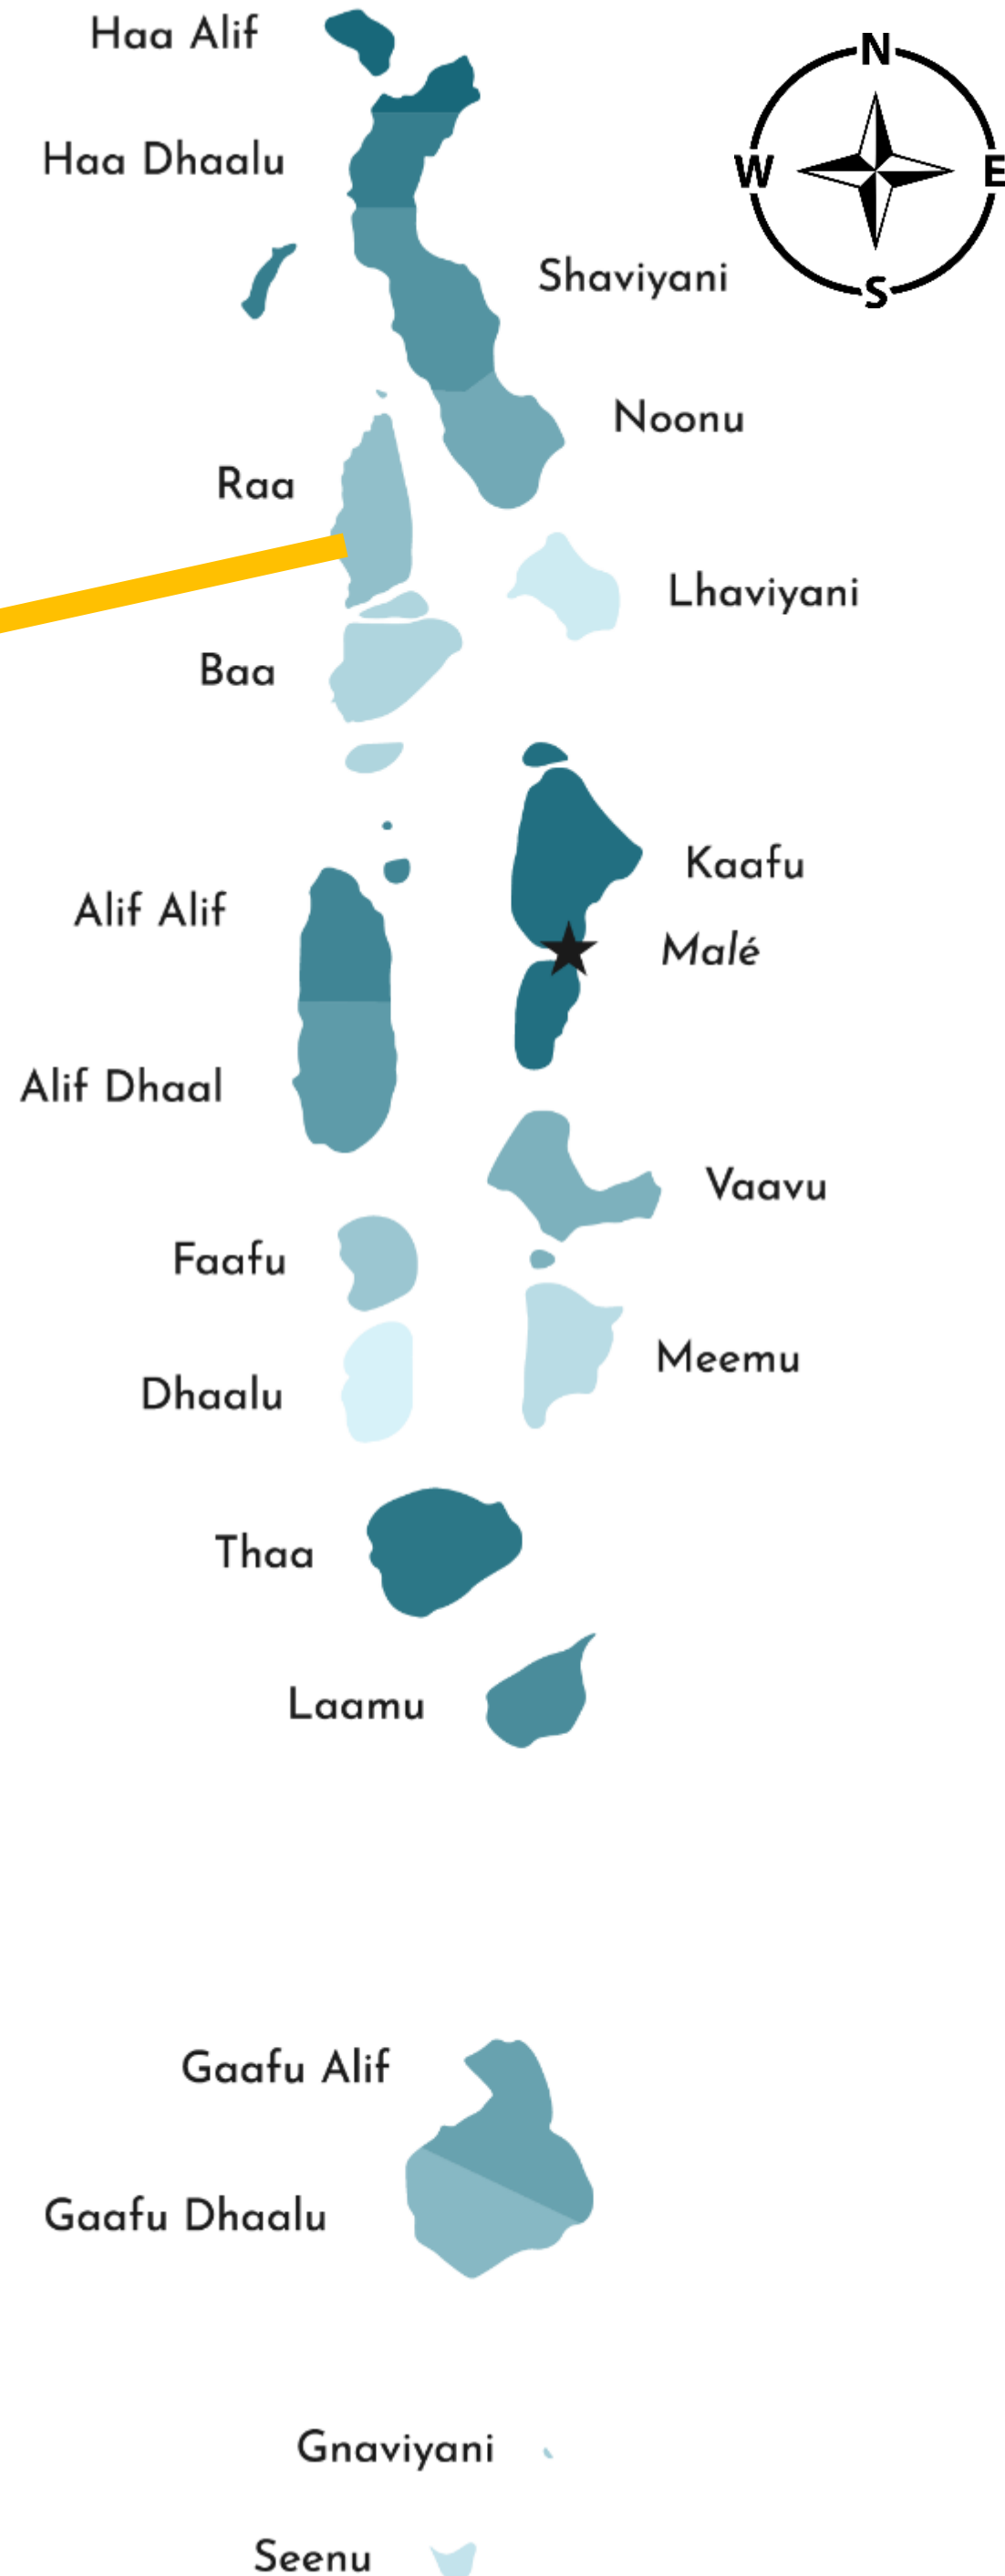 Haa Alif
N
Haa Dhaalu
W
E
Shaviyani
S
Noonu
Raa
Lhaviyani
Baa
Kaafu
Alif Alif
Malé
Alif Dhaal
Vaavu
Faafu
Meemu
Dhaalu
Thaa
Laamu
Gaafu Alif
Gaafu Dhaalu
Gnaviyani
Seenu